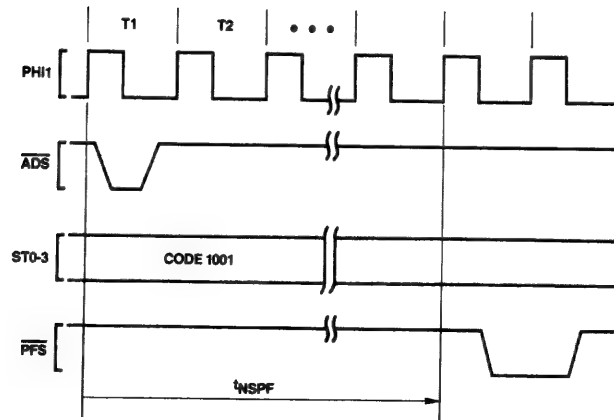 T1 T2 • • •
PHI1
ADS
ST0-3 CODE 1001
PFS
tNSPF